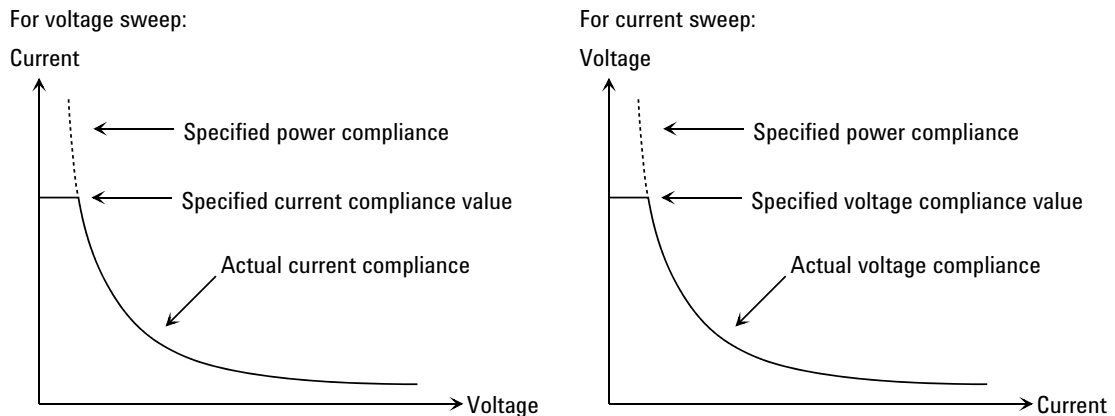 For voltage sweep:
Current
Specified power compliance
Specified current compliance value
Actual current compliance
Voltage
For current sweep:
Voltage
Specified power compliance
Specified voltage compliance value
Actual voltage compliance
Current